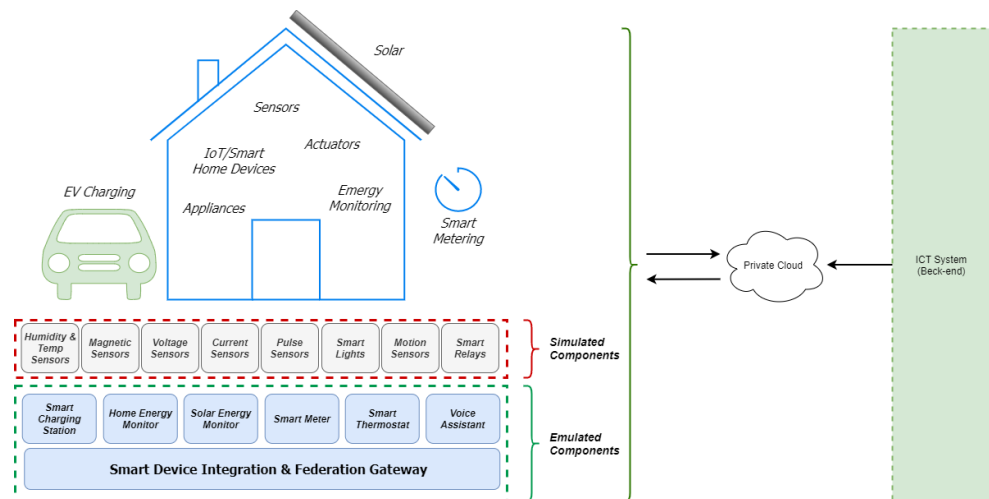 Solar
Sensors
Actuators
IoT/Smart
Home Devices
EV Charging
Appliances
Emergy
Monitoring
Smart
Metering
Private Cloud
ICT System
(Beck-end)
Humidity &
Temp
Sensors
Magnetic
Sensors
Voltage
Sensors
Current
Sensors
Pulse
Sensors
Smart
Lights
Motion
Sensors
Smart
Relays
Simulated
Components
Smart
Charging
Station
Home Energy
Monitor
Solar Energy
Monitor
Smart Meter
Smart
Thermostat
Voice
Assistant
Emulated
Components
Smart Device Integration & Federation Gateway